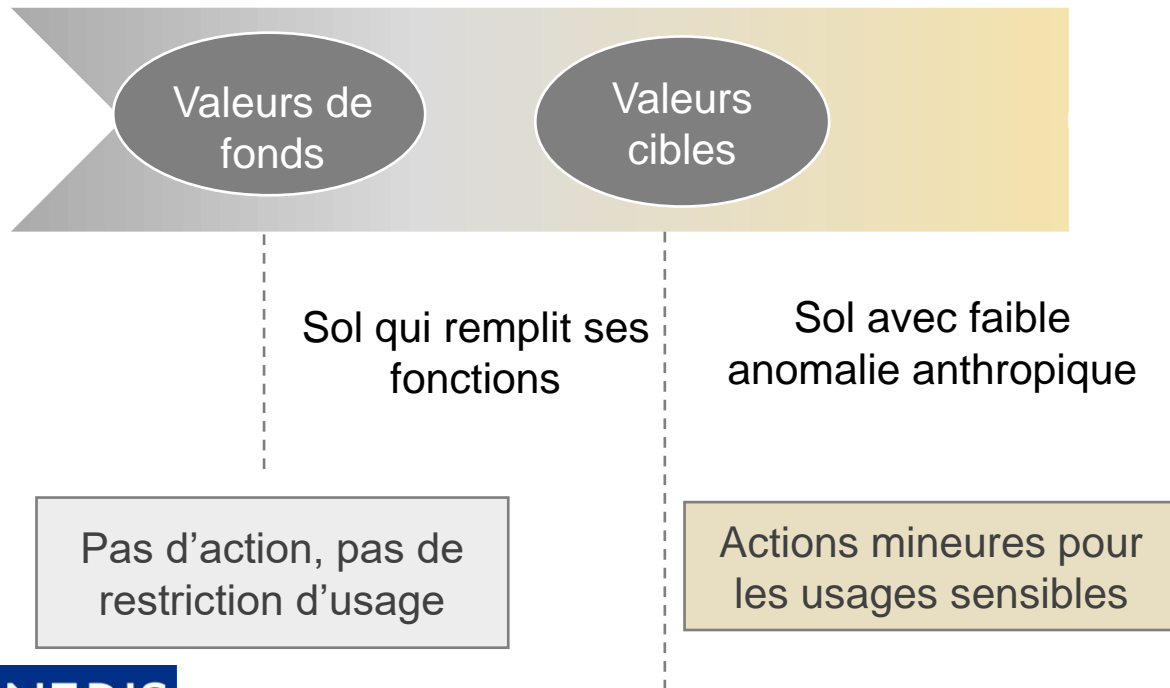 Valeurs de
fonds
Valeurs
cibles
Sol qui remplit ses
fonctions
Sol avec faible
anomalie anthropique
Pas d’action, pas de
restriction d’usage
Actions mineures pour
les usages sensibles